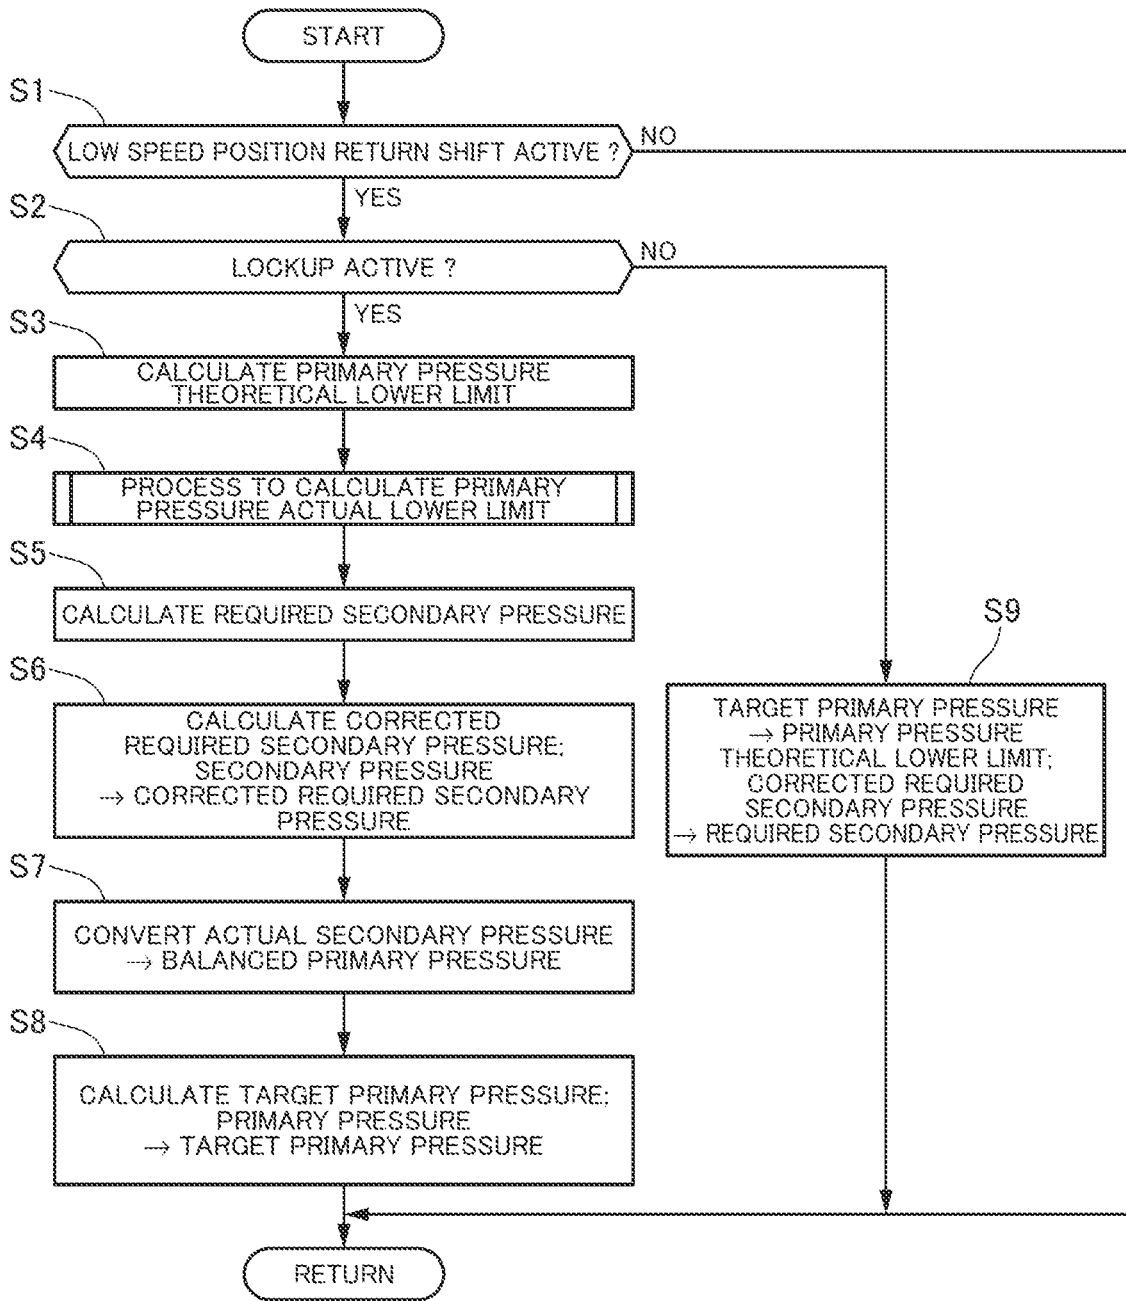 START
S1
LOW SPEED POSITION RETURN SHIFT ACTIVE ?
NO
YES
S2
LOCKUP ACTIVE ?
NO
YES
S3
CALCULATE PRIMARY PRESSURE
THEORETICAL LOWER LIMIT
S4
PROCESS TO CALCULATE PRIMARY
PRESSURE ACTUAL LOWER LIMIT
S5
CALCULATE REQUIRED SECONDARY PRESSURE
S6
CALCULATE CORRECTED
REQUIRED SECONDARY PRESSURE;
SECONDARY PRESSURE
→ CORRECTED REQUIRED SECONDARY
PRESSURE
S9
TARGET PRIMARY PRESSURE
→ PRIMARY PRESSURE
THEORETICAL LOWER LIMIT;
CORRECTED REQUIRED
SECONDARY PRESSURE
→ REQUIRED SECONDARY PRESSURE
S7
CONVERT ACTUAL SECONDARY PRESSURE
→ BALANCED PRIMARY PRESSURE
S8
CALCULATE TARGET PRIMARY PRESSURE;
PRIMARY PRESSURE
→ TARGET PRIMARY PRESSURE
RETURN